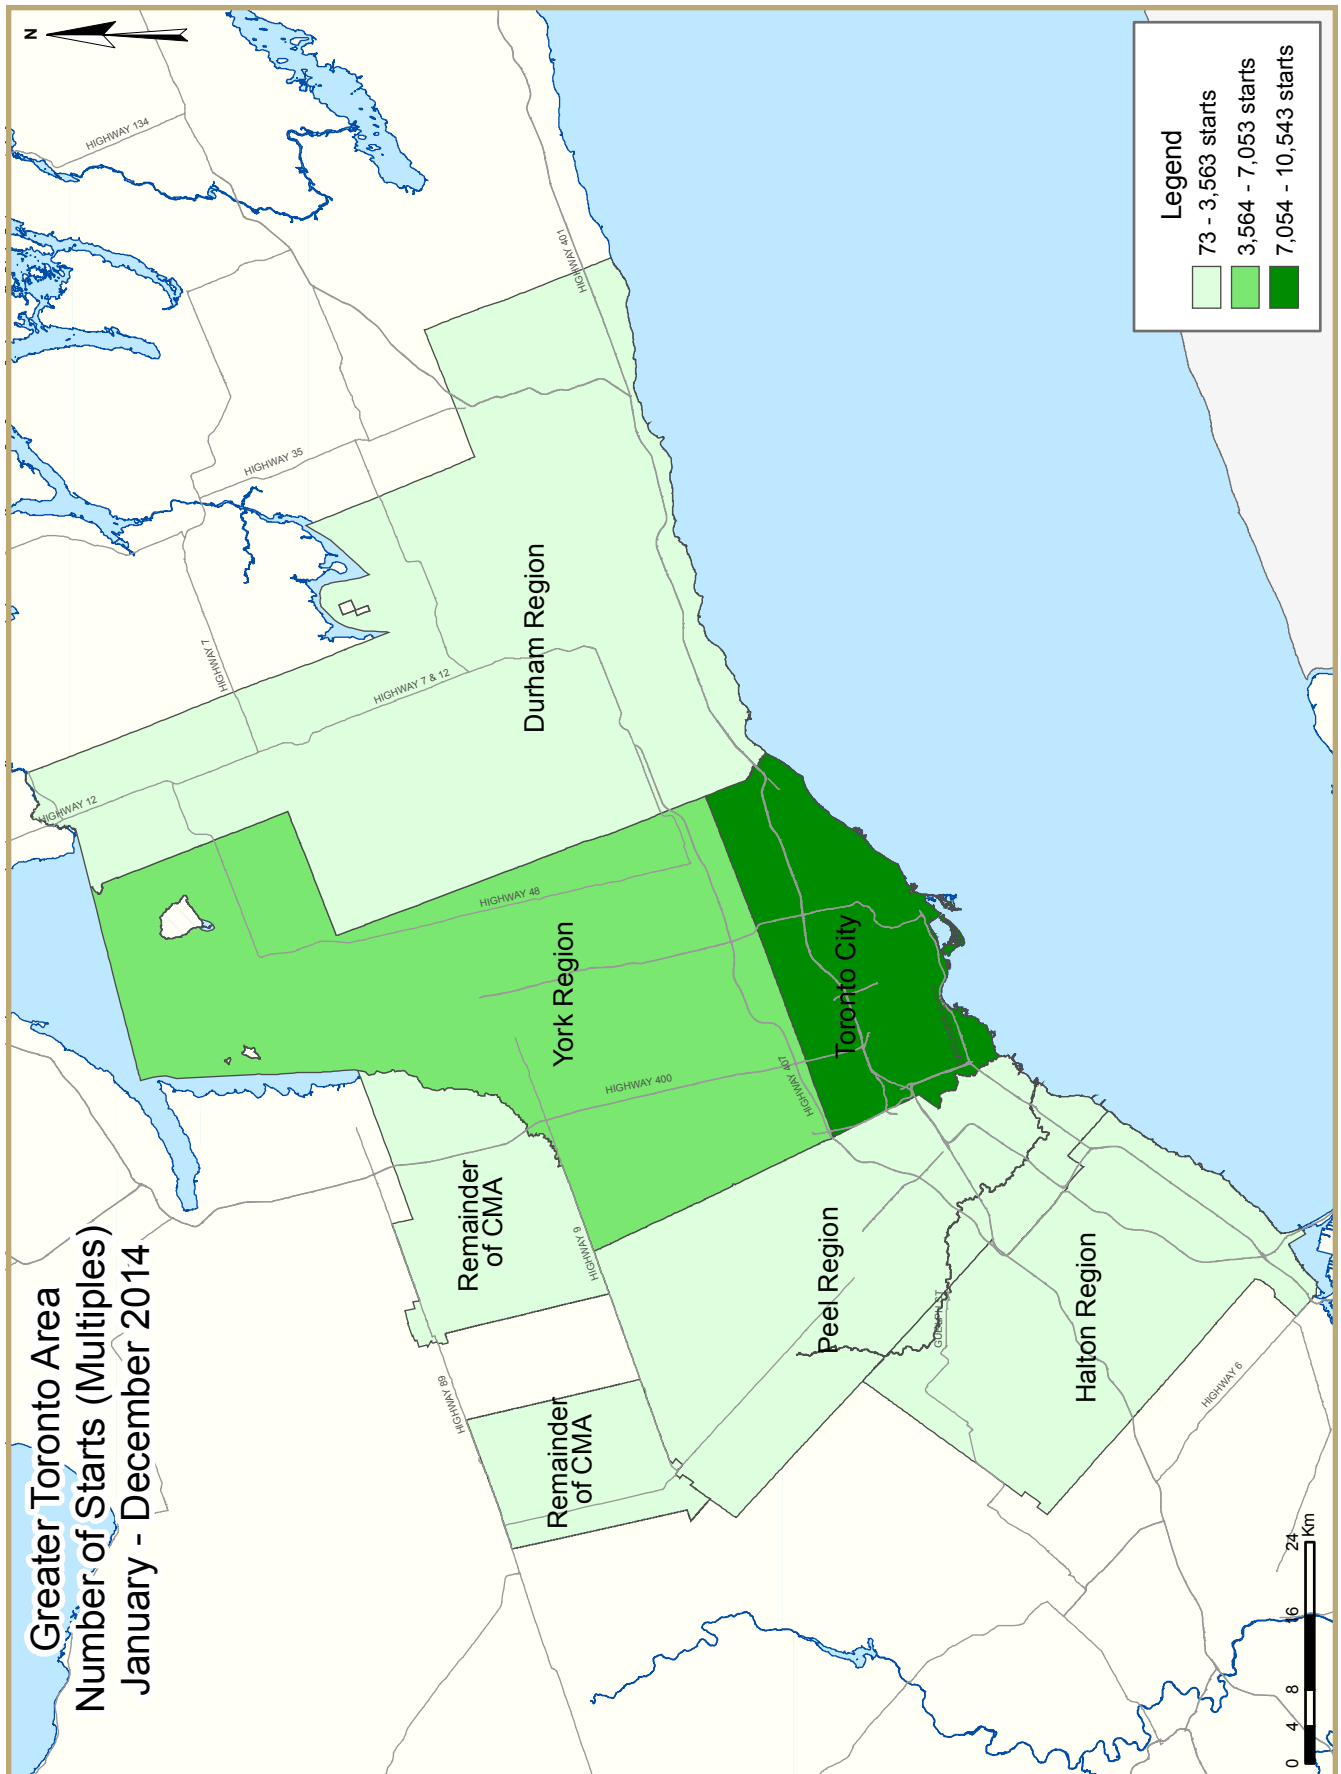 Greater Toronto Area
Number of Starts (Multiples)
January - December 2014
N
HIGHWAY 134
HIGHWAY 401
HIGHWAY 35
HIGHWAY 7
HIGHWAY 7 & 12
HIGHWAY 12
Durham Region
HIGHWAY 48
York Region
Toronto City
HIGHWAY 400
HIGHWAY 407
Remainder
of CMA
HIGHWAY 9
HIGHWAY 89
Remainder
of CMA
Peel Region
GUELPH ST
Halton Region
HIGHWAY 6
Legend
73 - 3,563 starts
3,564 - 7,053 starts
7,054 - 10,543 starts
0 4 8 16 24
Km